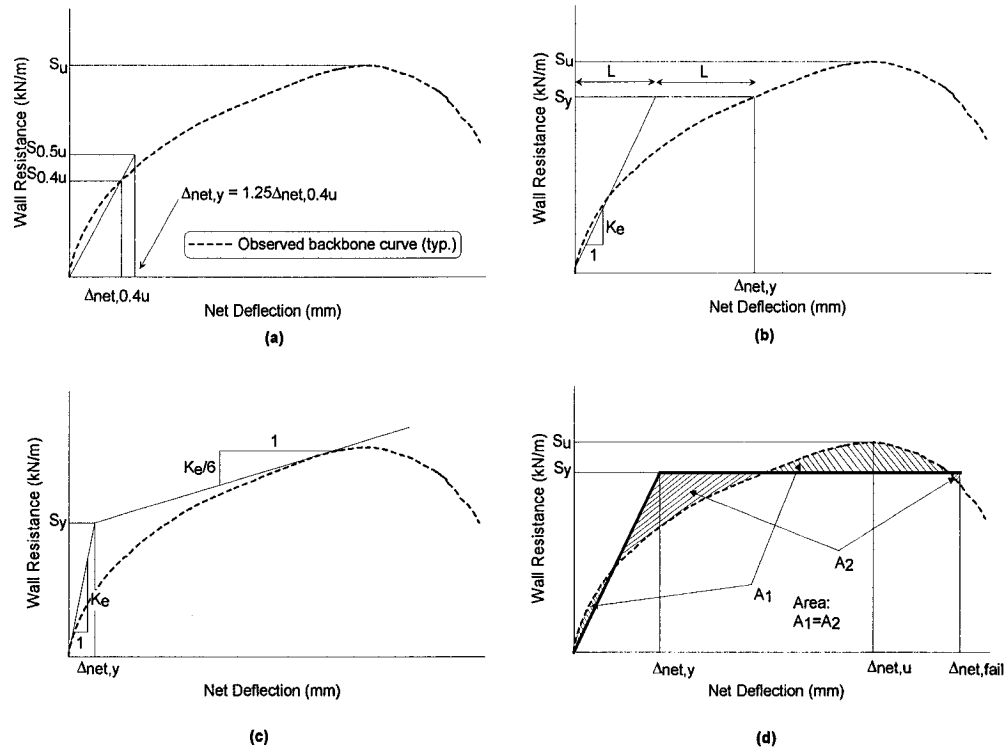 Wall Resistance (kN/m)
Su
S0.5u
S0.4u
Δnet,y = 1.25Δnet,0.4u
Observed backbone curve (typ.)
Δnet,0.4u
Net Deflection (mm)
(a)
Wall Resistance (kN/m)
Su
L
L
Sy
Ke
1
Δnet,y
Net Deflection (mm)
(b)
Wall Resistance (kN/m)
1
Ke/6
Sy
Ke
1
Δnet,y
Net Deflection (mm)
(c)
Wall Resistance (kN/m)
Su
Sy
A2
A1
Area:
A1=A2
Δnet,y
Δnet,u
Δnet,fail
Net Deflection (mm)
(d)